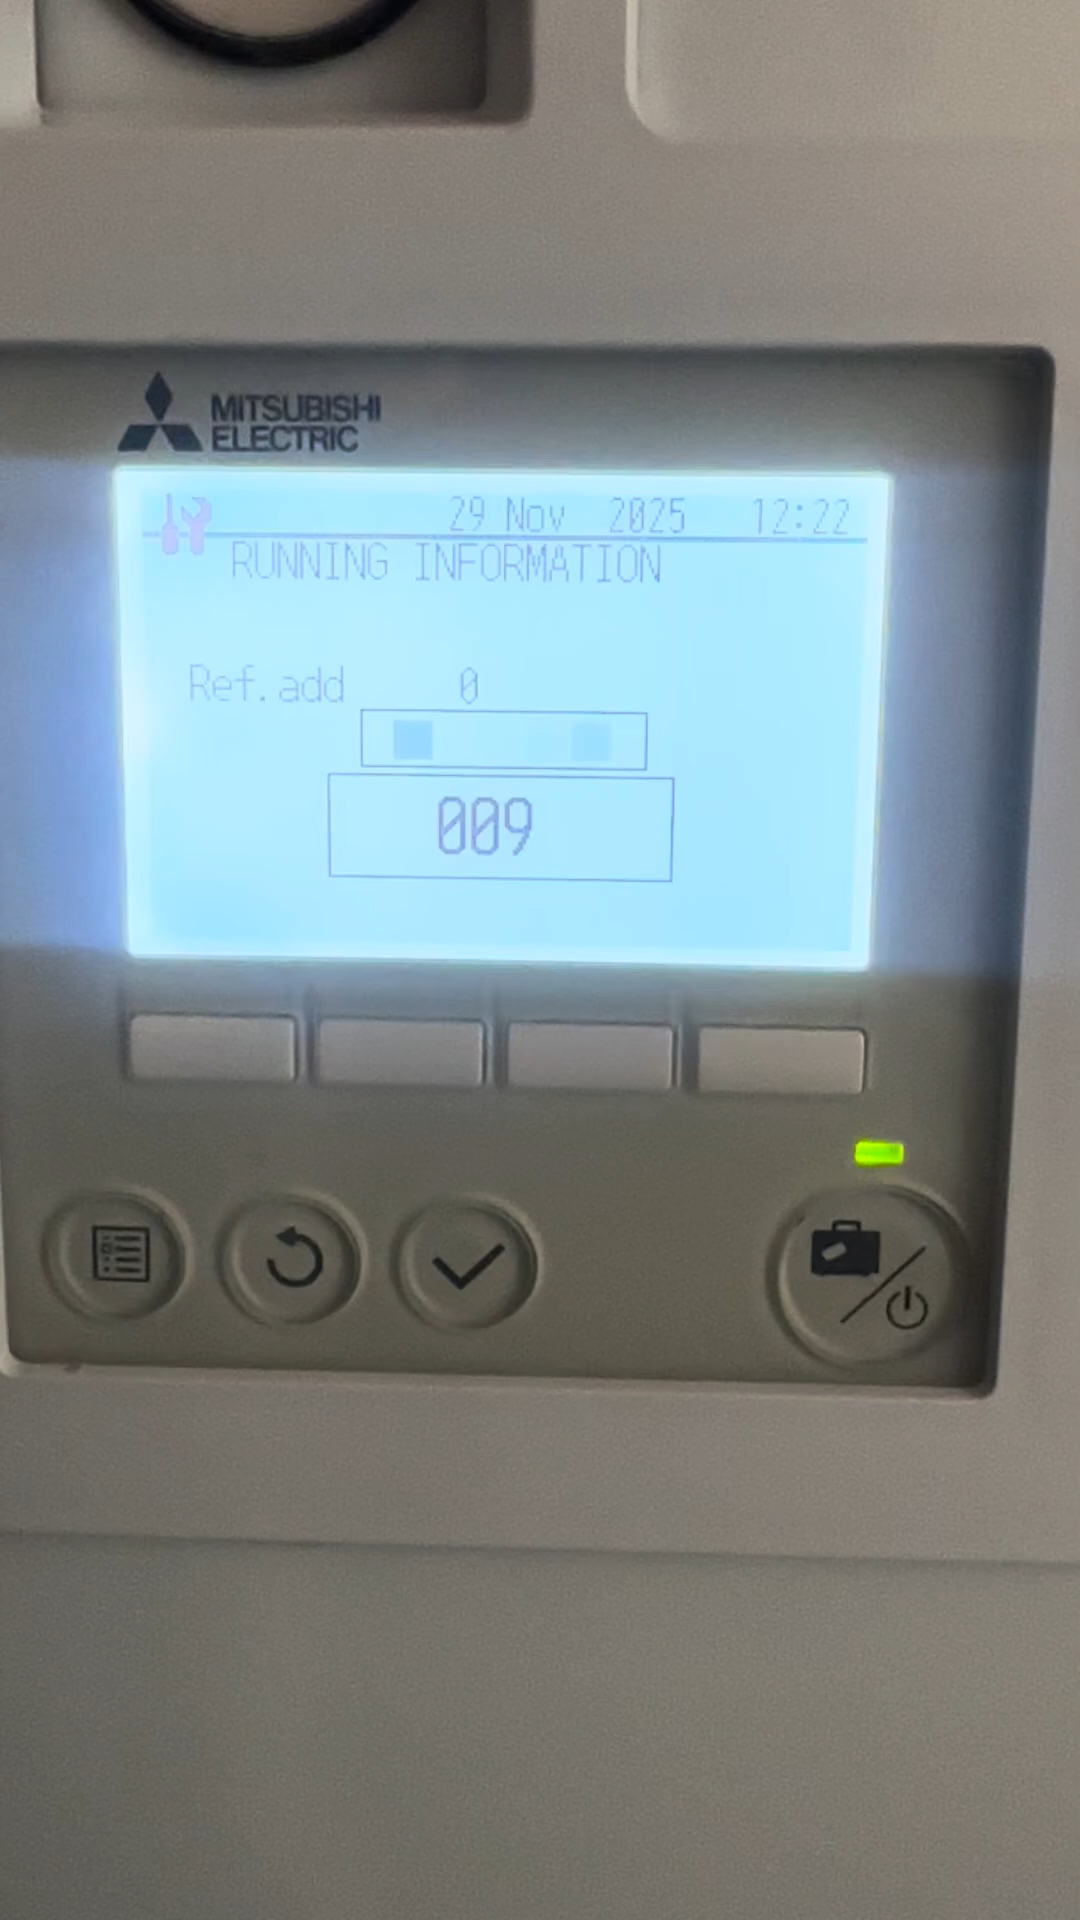 MITSUBISHI
ELECTRIC
29 Nov 2025 12:22
RUNNING INFORMATION
Ref.add 0
009